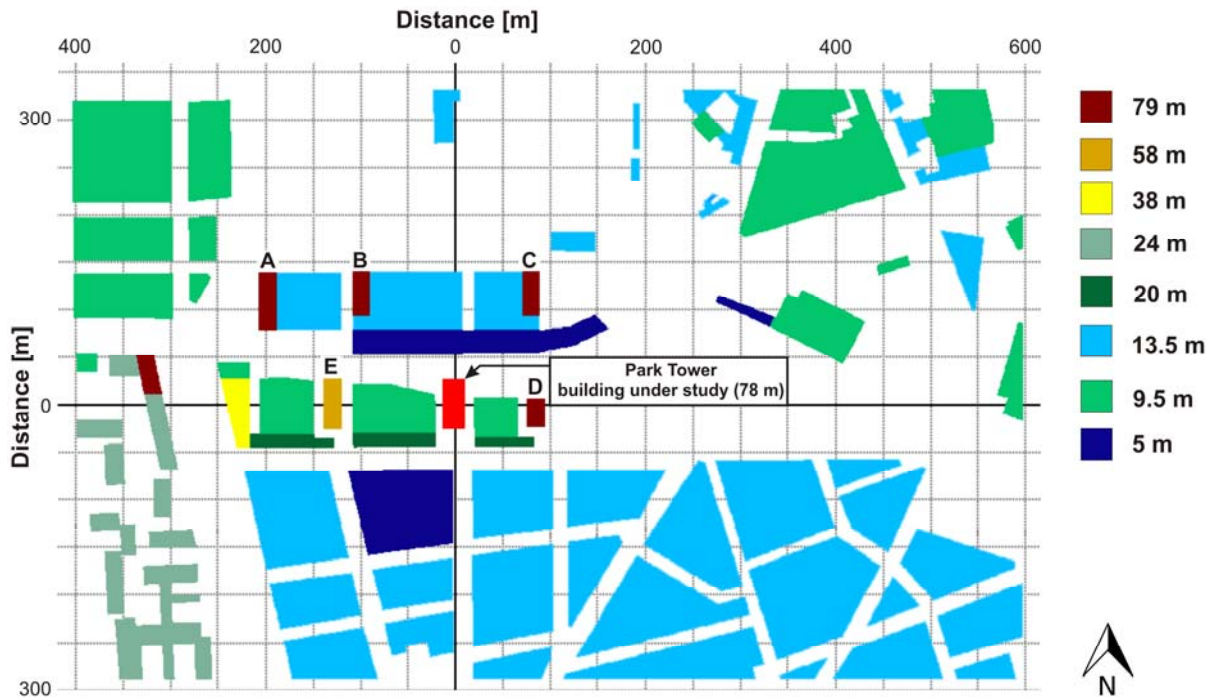 Distance [m]
400 200 0 200 400 600
300
0
300
Distance [m]
A B C
E D
Park Tower
building under study (78 m)
79 m
58 m
38 m
24 m
20 m
13.5 m
9.5 m
5 m
N